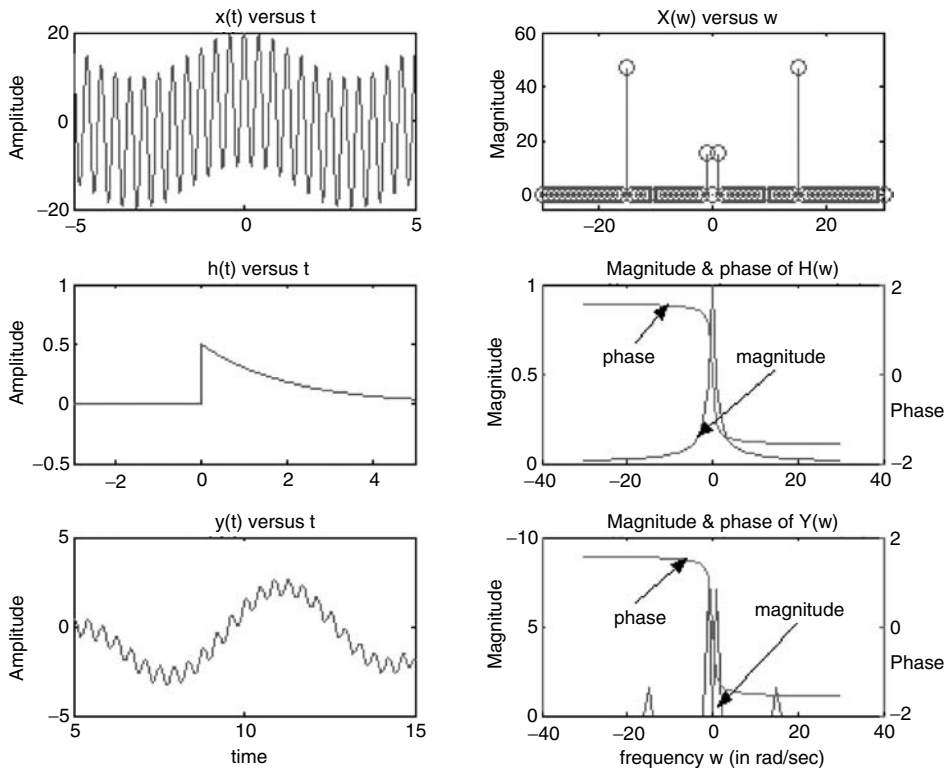 x(t) versus t
20
0
−20
Amplitude
−5
0
5
X(w) versus w
60
40
20
0
Magnitude
−20
0
20
h(t) versus t
1
0.5
0
−0.5
Amplitude
−2
0
2
4
Magnitude & phase of H(w)
1
0.5
0
Magnitude
phase
magnitude
2
0
−2
Phase
−40
−20
0
20
40
y(t) versus t
5
0
−5
Amplitude
5
10
15
time
Magnitude & phase of Y(w)
−10
5
0
Magnitude
phase
magnitude
2
0
−2
Phase
−40
−20
0
20
40
frequency w (in rad/sec)